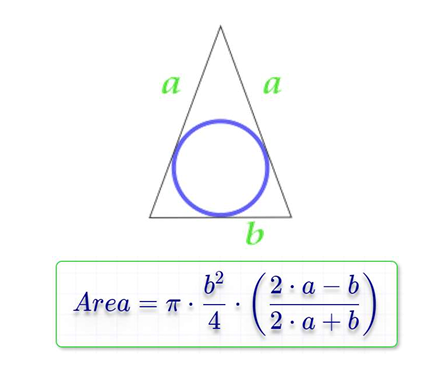 a a
b
Area = π · b²/4 · ((2 · a − b)/(2 · a + b))